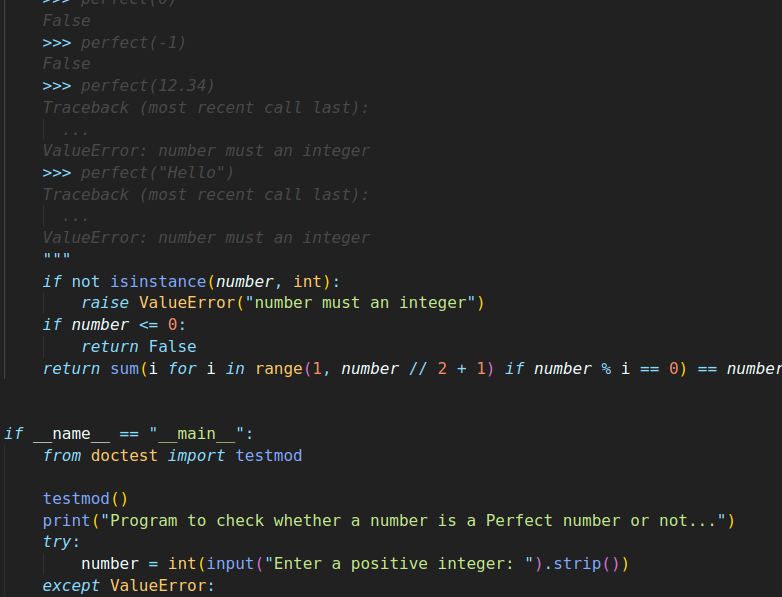 >>> perfect(0)
False
>>> perfect(-1)
False
>>> perfect(12.34)
Traceback (most recent call last):
...
ValueError: number must an integer
>>> perfect("Hello")
Traceback (most recent call last):
...
ValueError: number must an integer
"""
if not isinstance(number, int):
raise ValueError("number must an integer")
if number <= 0:
return False
return sum(i for i in range(1, number // 2 + 1) if number % i == 0) == number
if __name__ == "__main__":
from doctest import testmod
testmod()
print("Program to check whether a number is a Perfect number or not...")
try:
number = int(input("Enter a positive integer: ").strip())
except ValueError: